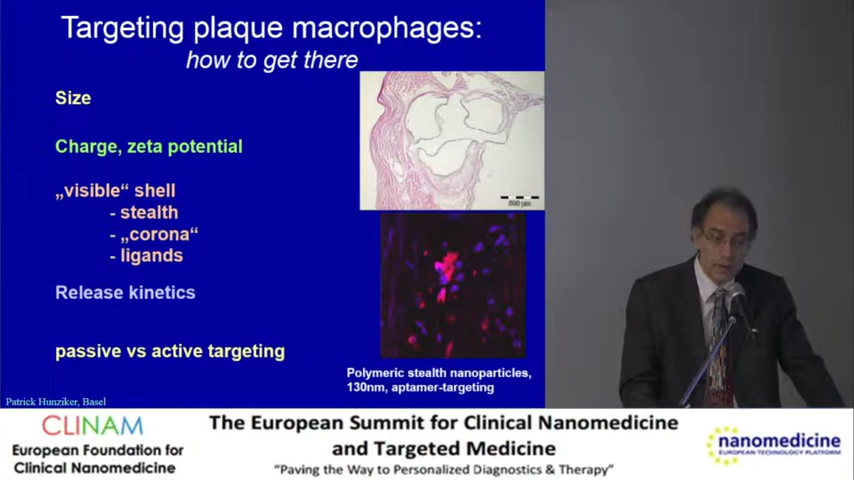 Targeting plaque macrophages:
how to get there
Size
Charge, zeta potential
„visible“ shell
- stealth
- „corona“
- ligands
Release kinetics
passive vs active targeting
800 µm
Polymeric stealth nanoparticles,
130nm, aptamer-targeting
Patrick Hunziker, Basel
CLINAM
European Foundation for
Clinical Nanomedicine
The European Summit for Clinical Nanomedicine
and Targeted Medicine
“Paving the Way to Personalized Diagnostics & Therapy”
nanomedicine
EUROPEAN TECHNOLOGY PLATFORM